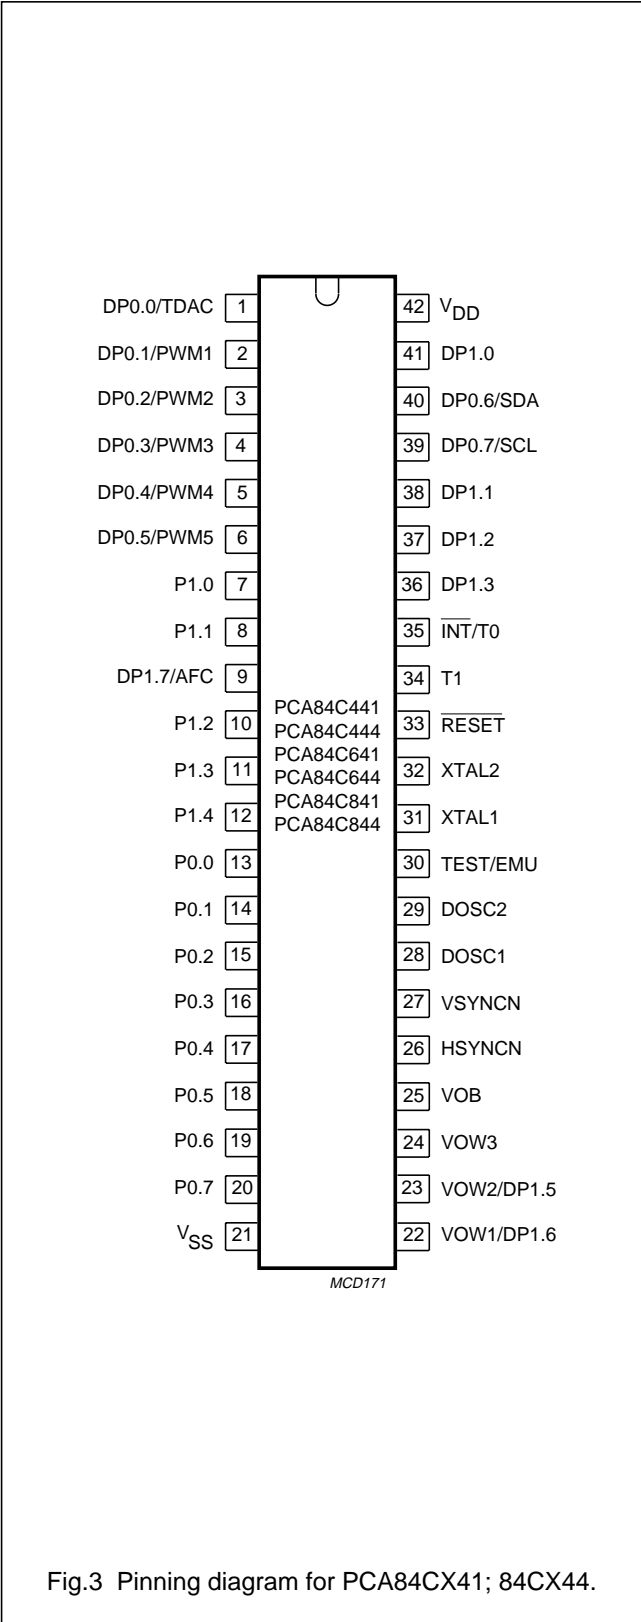 DP0.0/TDAC 1 42 VDD
DP0.1/PWM1 2 41 DP1.0
DP0.2/PWM2 3 40 DP0.6/SDA
DP0.3/PWM3 4 39 DP0.7/SCL
DP0.4/PWM4 5 38 DP1.1
DP0.5/PWM5 6 37 DP1.2
P1.0 7 36 DP1.3
P1.1 8 35 INT/T0
DP1.7/AFC 9 34 T1
PCA84C441
P1.2 10 33 RESET
PCA84C444
PCA84C641
P1.3 11 32 XTAL2
PCA84C644
PCA84C841
P1.4 12 31 XTAL1
PCA84C844
P0.0 13 30 TEST/EMU
P0.1 14 29 DOSC2
P0.2 15 28 DOSC1
P0.3 16 27 VSYNCN
P0.4 17 26 HSYNCN
P0.5 18 25 VOB
P0.6 19 24 VOW3
P0.7 20 23 VOW2/DP1.5
VSS 21 22 VOW1/DP1.6
MCD171
Fig.3 Pinning diagram for PCA84CX41; 84CX44.